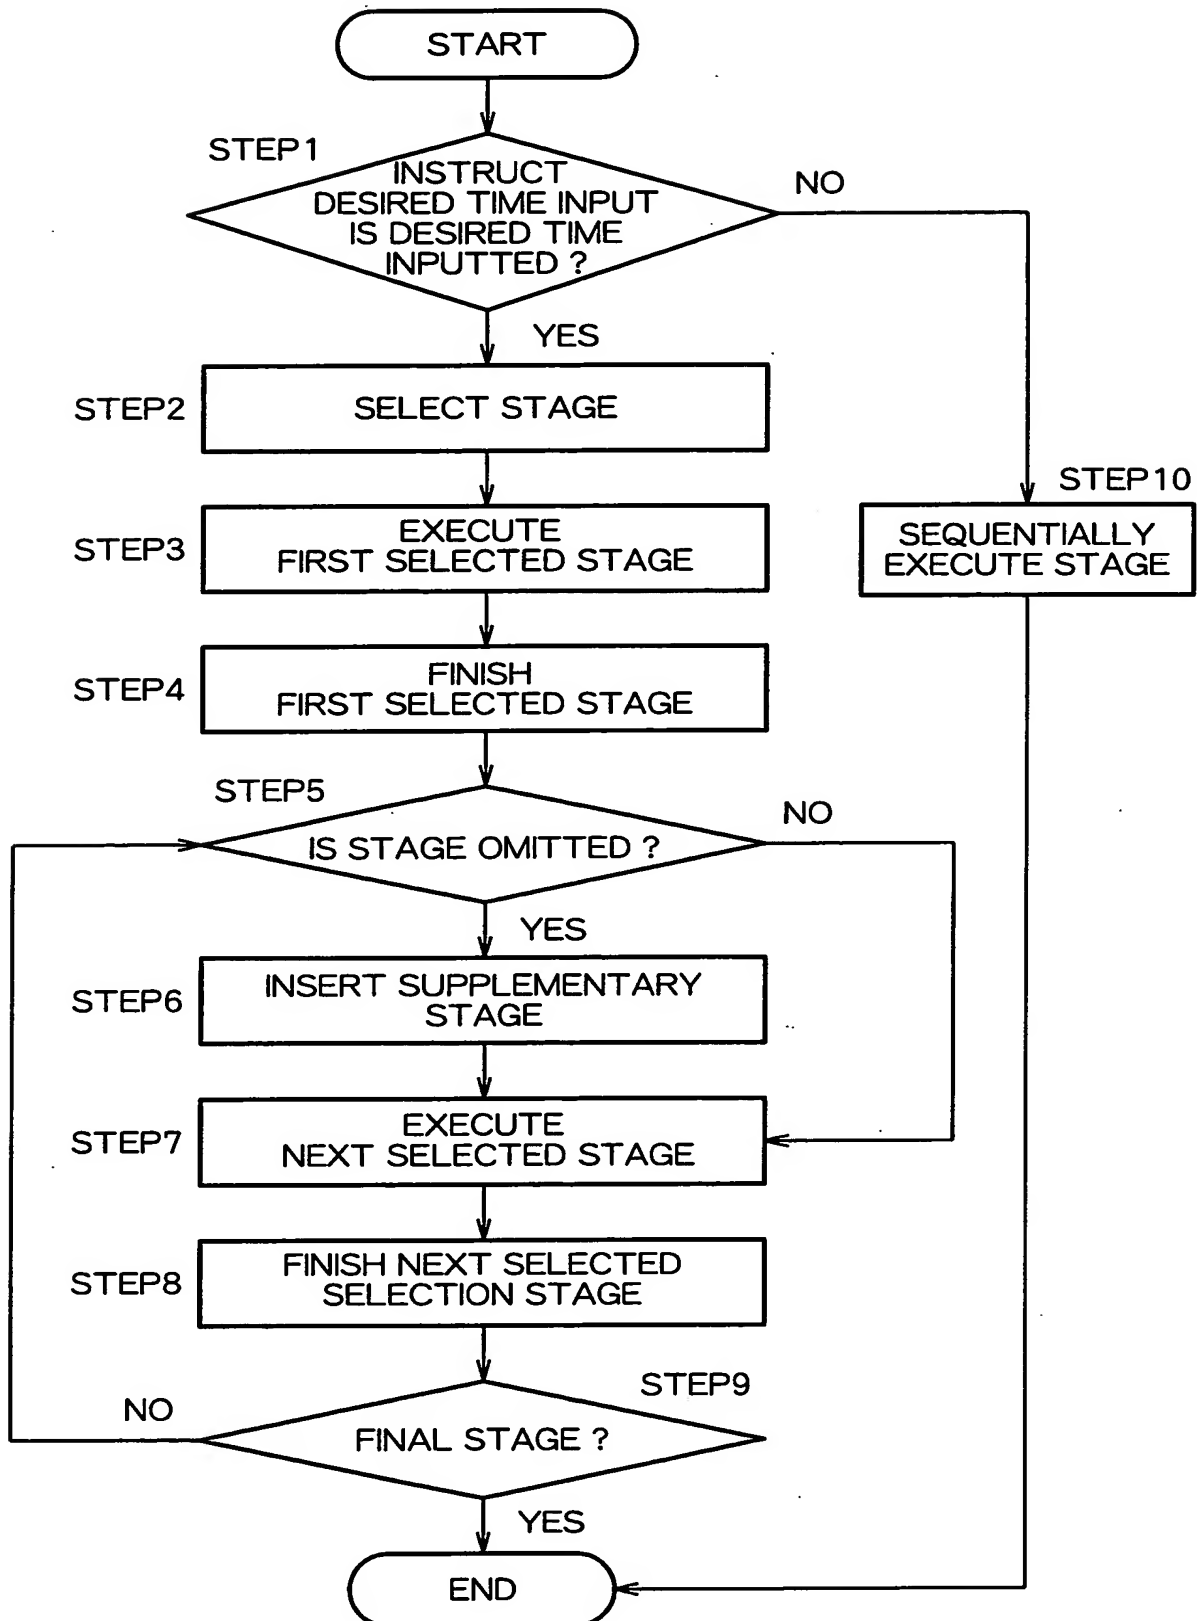 START
STEP1
INSTRUCT
DESIRED TIME INPUT
IS DESIRED TIME
INPUTTED ?
NO
YES
STEP2
SELECT STAGE
STEP10
SEQUENTIALLY
EXECUTE STAGE
STEP3
EXECUTE
FIRST SELECTED STAGE
STEP4
FINISH
FIRST SELECTED STAGE
STEP5
IS STAGE OMITTED ?
NO
YES
STEP6
INSERT SUPPLEMENTARY
STAGE
STEP7
EXECUTE
NEXT SELECTED STAGE
STEP8
FINISH NEXT SELECTED
SELECTION STAGE
STEP9
NO
FINAL STAGE ?
YES
END